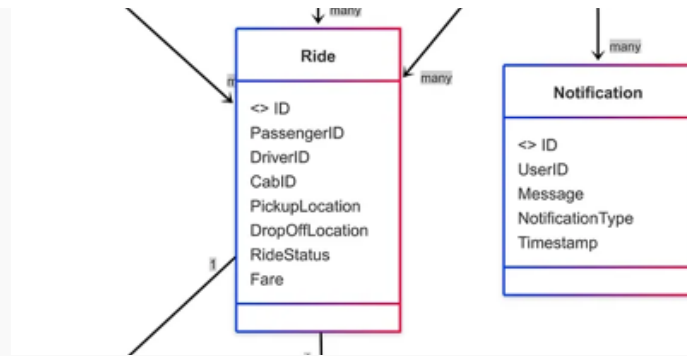 many
Ride
many
<> ID
PassengerID
DriverID
CabID
PickupLocation
DropOffLocation
RideStatus
Fare
1
many
Notification
<> ID
UserID
Message
NotificationType
Timestamp